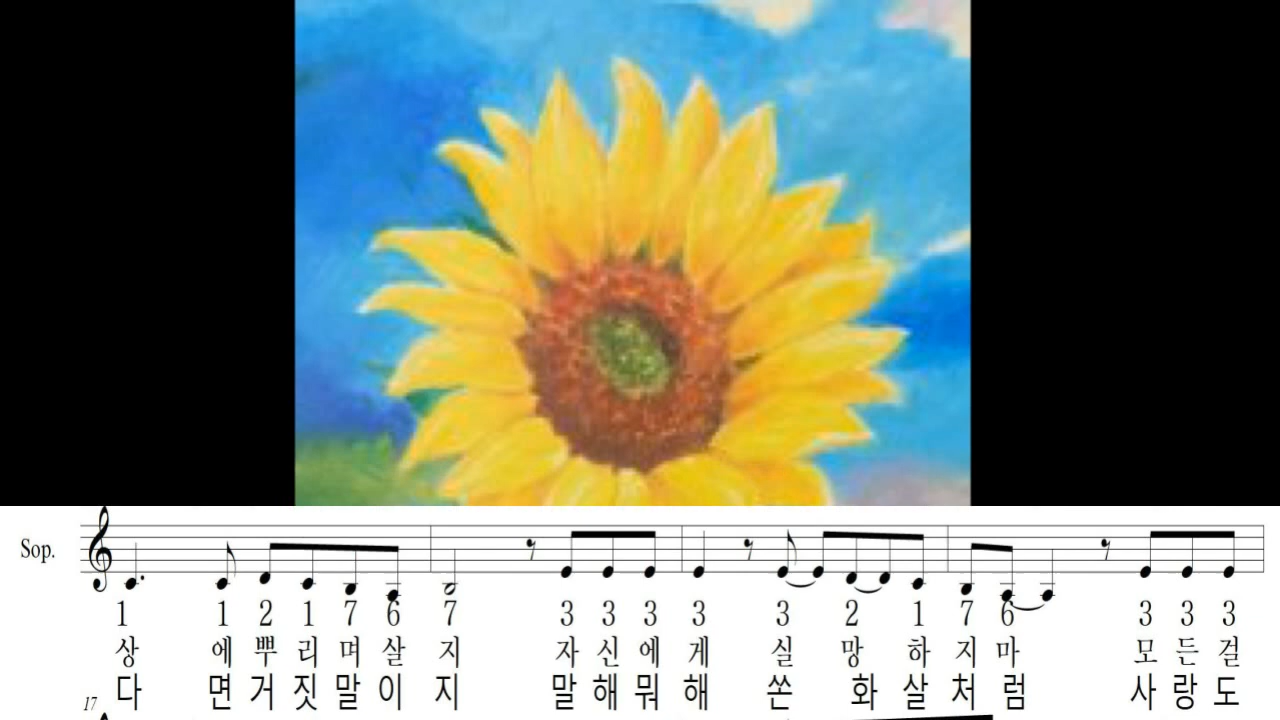 Sop.
1 1 2 1 7 6 7 3 3 3 3 3 2 1 7 6 3 3 3
상 에 뿌 리 며 살 지 자 신 에 게 실 망 하 지 마 모 든 걸
다 면 거 짓 말 이 지 말 해 뭐 해 쏜 화 살 처 럼 사 랑 도
17